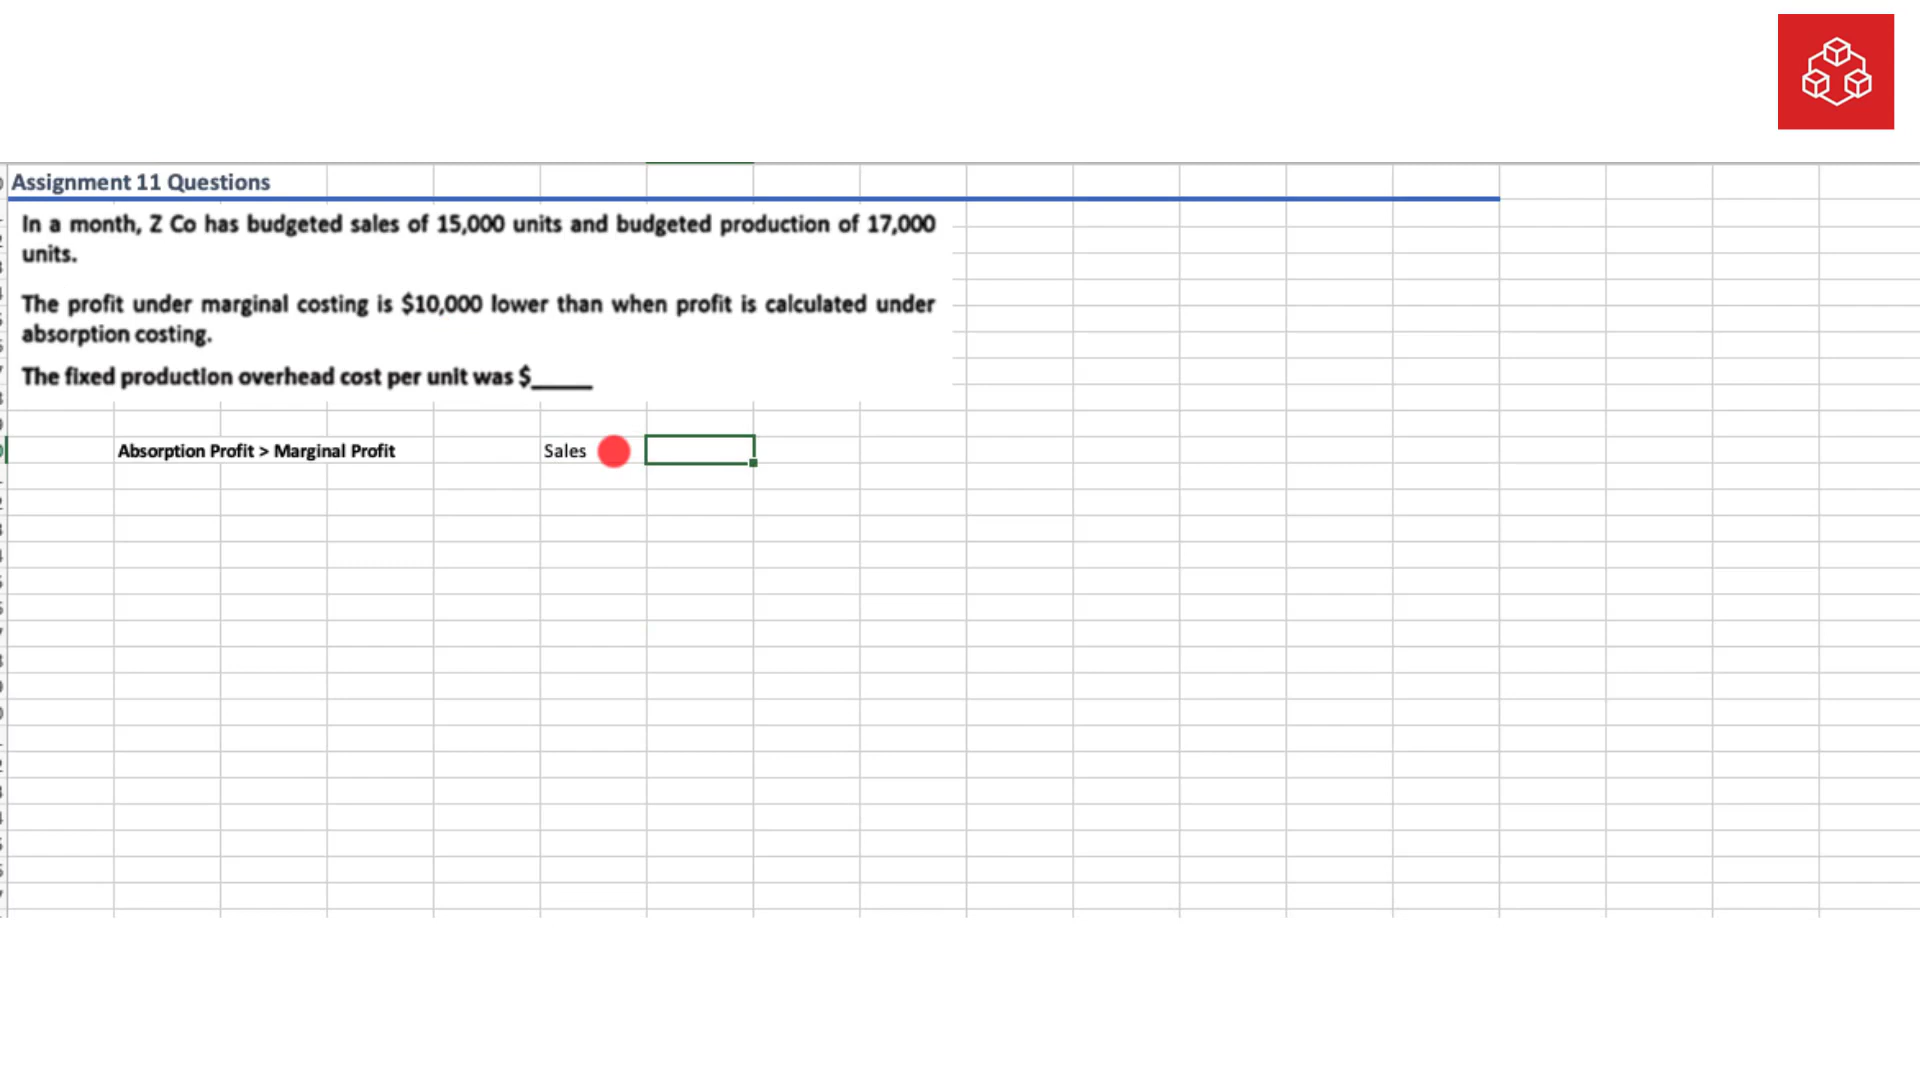 Assignment 11 Questions
In a month, Z Co has budgeted sales of 15,000 units and budgeted production of 17,000
units.
The profit under marginal costing is $10,000 lower than when profit is calculated under
absorption costing.
The fixed production overhead cost per unit was $_____
Absorption Profit > Marginal Profit Sales